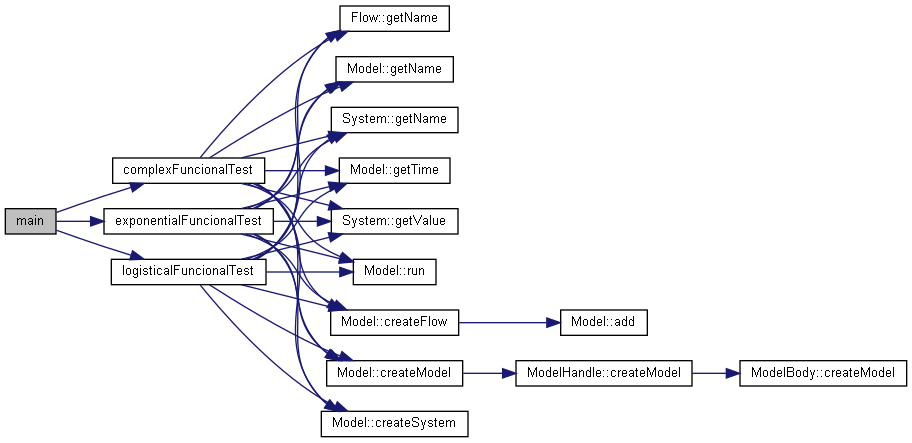 main
complexFuncionalTest
exponentialFuncionalTest
logisticalFuncionalTest
Flow::getName
Model::getName
System::getName
Model::getTime
System::getValue
Model::run
Model::createFlow
Model::add
Model::createModel
ModelHandle::createModel
ModelBody::createModel
Model::createSystem